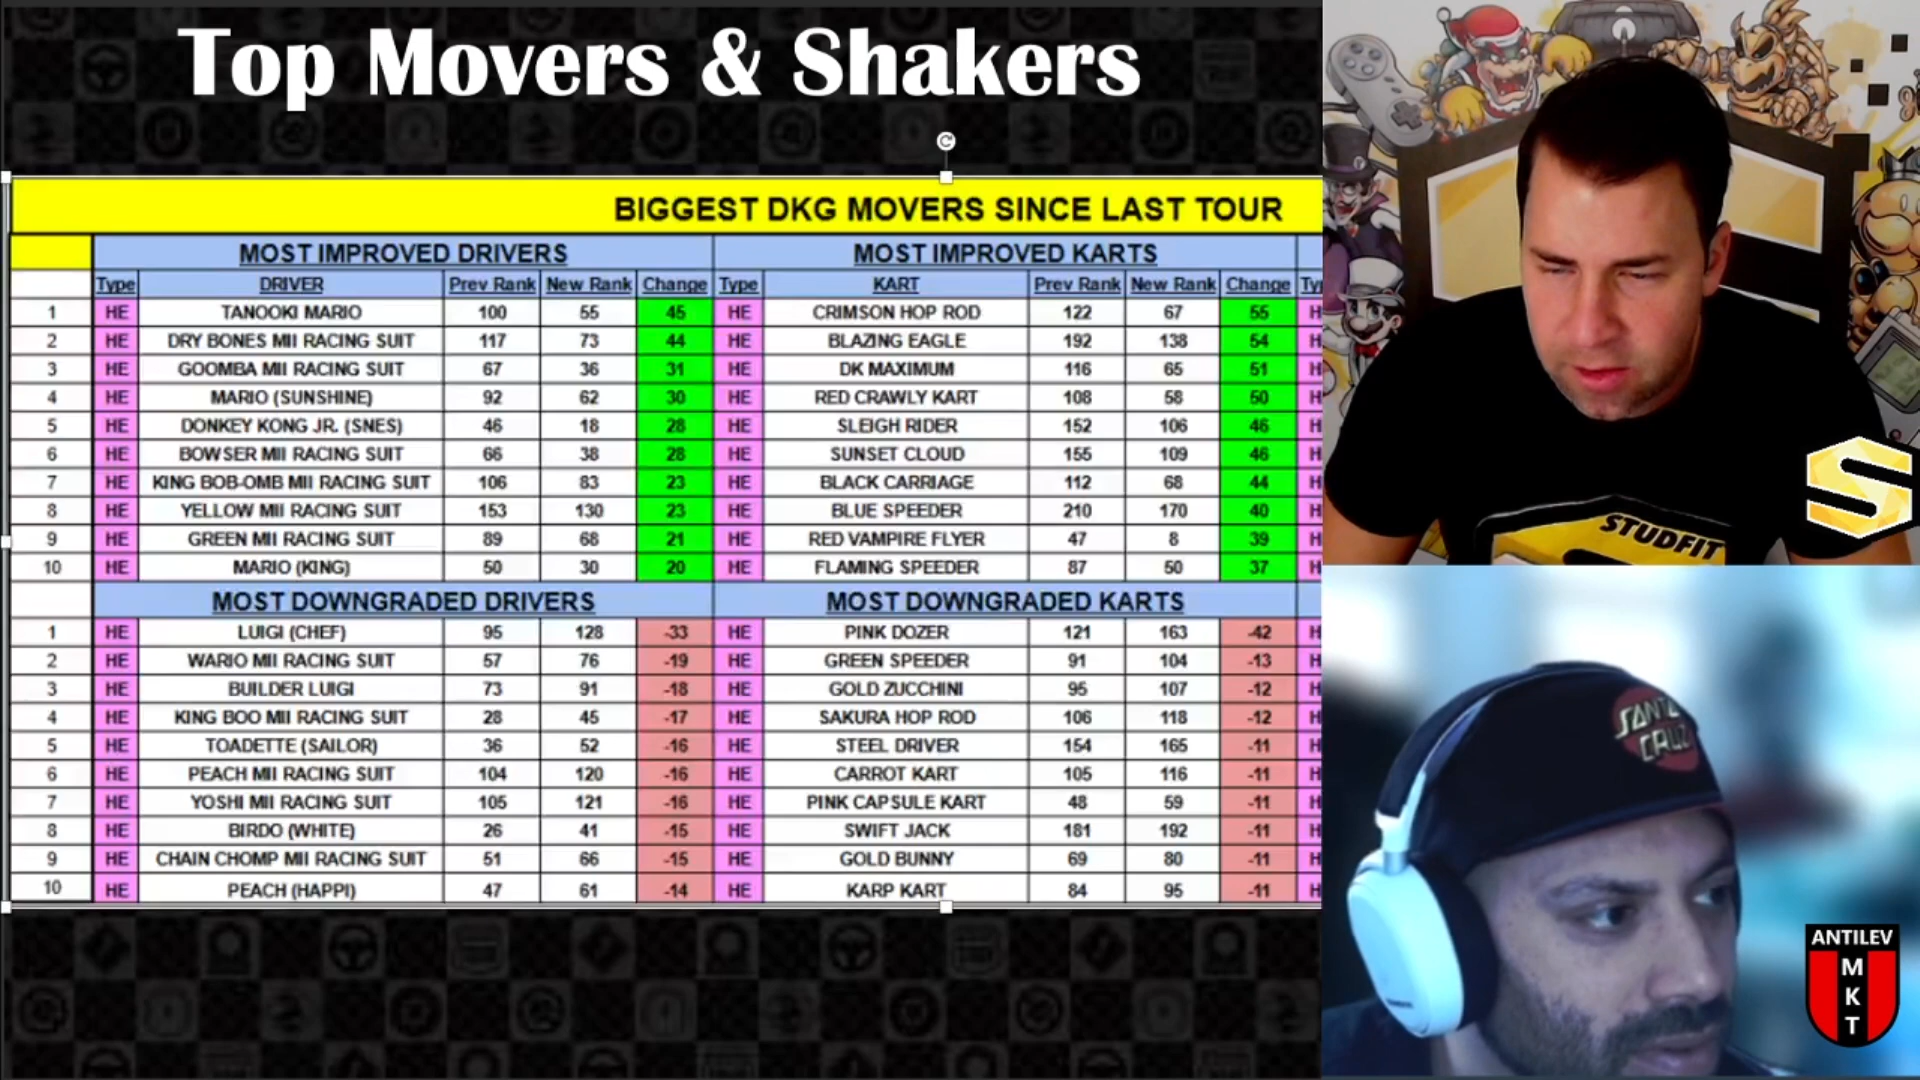 Top Movers & Shakers
BIGGEST DKG MOVERS SINCE LAST TOUR
MOST IMPROVED DRIVERS MOST IMPROVED KARTS
Type DRIVER Prev Rank New Rank Change Type KART Prev Rank New Rank Change
1 HE TANOOKI MARIO 100 55 45 HE CRIMSON HOP ROD 122 67 55
2 HE DRY BONES MII RACING SUIT 117 73 44 HE BLAZING EAGLE 192 138 54
3 HE GOOMBA MII RACING SUIT 67 36 31 HE DK MAXIMUM 116 65 51
4 HE MARIO (SUNSHINE) 92 62 30 HE RED CRAWLY KART 108 58 50
5 HE DONKEY KONG JR. (SNES) 46 18 28 HE SLEIGH RIDER 152 106 46
6 HE BOWSER MII RACING SUIT 66 38 28 HE SUNSET CLOUD 155 109 46
7 HE KING BOB-OMB MII RACING SUIT 106 83 23 HE BLACK CARRIAGE 112 68 44
8 HE YELLOW MII RACING SUIT 153 130 23 HE BLUE SPEEDER 210 170 40
9 HE GREEN MII RACING SUIT 89 68 21 HE RED VAMPIRE FLYER 47 8 39
10 HE MARIO (KING) 50 30 20 HE FLAMING SPEEDER 87 50 37
MOST DOWNGRADED DRIVERS MOST DOWNGRADED KARTS
1 HE LUIGI (CHEF) 95 128 -33 HE PINK DOZER 121 163 -42
2 HE WARIO MII RACING SUIT 57 76 -19 HE GREEN SPEEDER 91 104 -13
3 HE BUILDER LUIGI 73 91 -18 HE GOLD ZUCCHINI 95 107 -12
4 HE KING BOO MII RACING SUIT 28 45 -17 HE SAKURA HOP ROD 106 118 -12
5 HE TOADETTE (SAILOR) 36 52 -16 HE STEEL DRIVER 154 165 -11
6 HE PEACH MII RACING SUIT 104 120 -16 HE CARROT KART 105 116 -11
7 HE YOSHI MII RACING SUIT 105 121 -16 HE PINK CAPSULE KART 48 59 -11
8 HE BIRDO (WHITE) 26 41 -15 HE SWIFT JACK 181 192 -11
9 HE CHAIN CHOMP MII RACING SUIT 51 66 -15 HE GOLD BUNNY 69 80 -11
10 HE PEACH (HAPPI) 47 61 -14 HE KARP KART 84 95 -11
STUDFIT
S
SANTA
CRUZ
ANTILEV
M
K
T